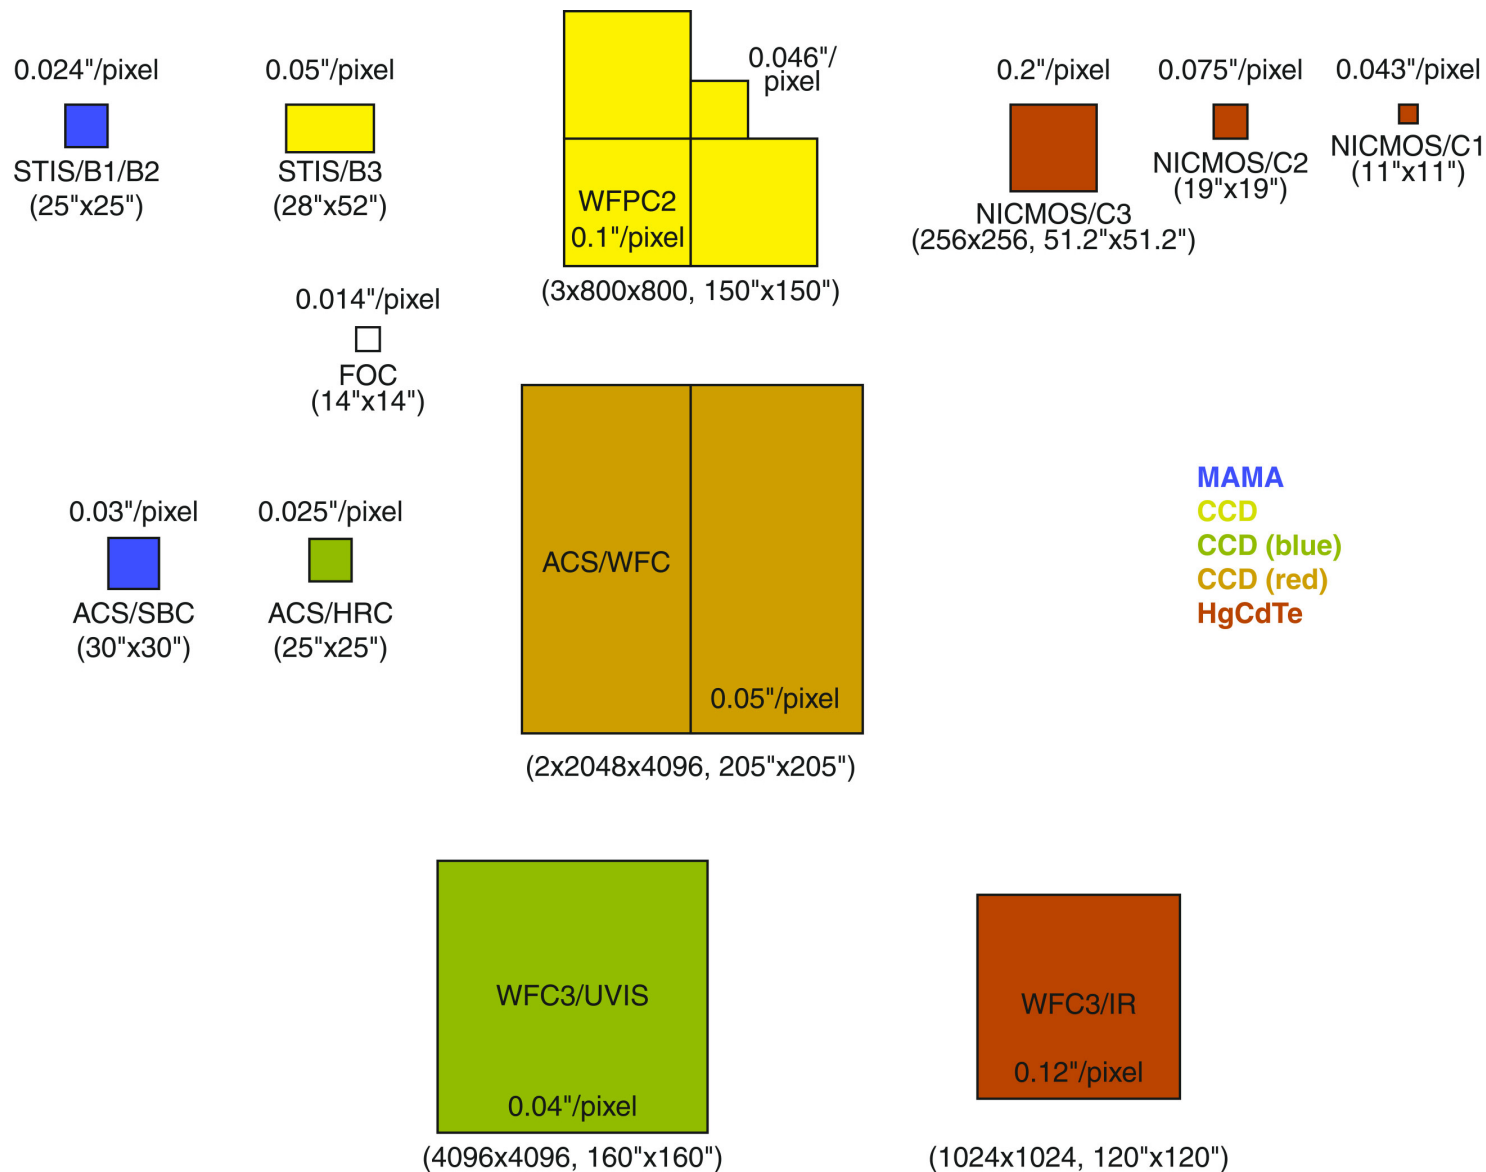 0.024"/pixel
STIS/B1/B2
(25"x25")
0.05"/pixel
STIS/B3
(28"x52")
0.046"/
pixel
WFPC2
0.1"/pixel
(3x800x800, 150"x150")
0.2"/pixel
NICMOS/C3
(256x256, 51.2"x51.2")
0.075"/pixel
NICMOS/C2
(19"x19")
0.043"/pixel
NICMOS/C1
(11"x11")
0.014"/pixel
FOC
(14"x14")
0.03"/pixel
ACS/SBC
(30"x30")
0.025"/pixel
ACS/HRC
(25"x25")
ACS/WFC
0.05"/pixel
(2x2048x4096, 205"x205")
MAMA
CCD
CCD (blue)
CCD (red)
HgCdTe
WFC3/UVIS
0.04"/pixel
(4096x4096, 160"x160")
WFC3/IR
0.12"/pixel
(1024x1024, 120"x120")